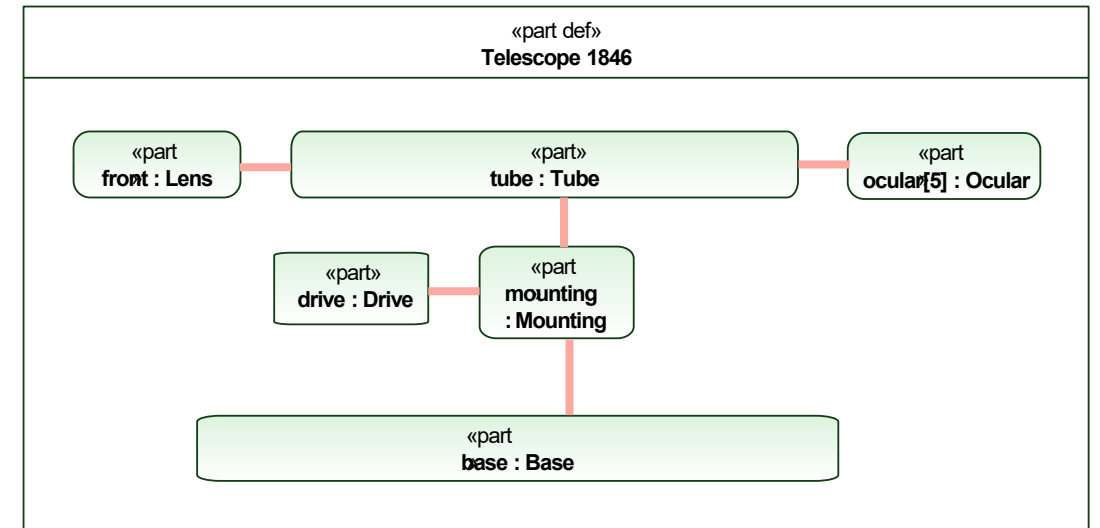 «part def»
Telescope 1846
«part»
front : Lens
«part»
tube : Tube
«part»
ocular[5] : Ocular
«part»
drive : Drive
«part»
mounting
: Mounting
«part»
base : Base